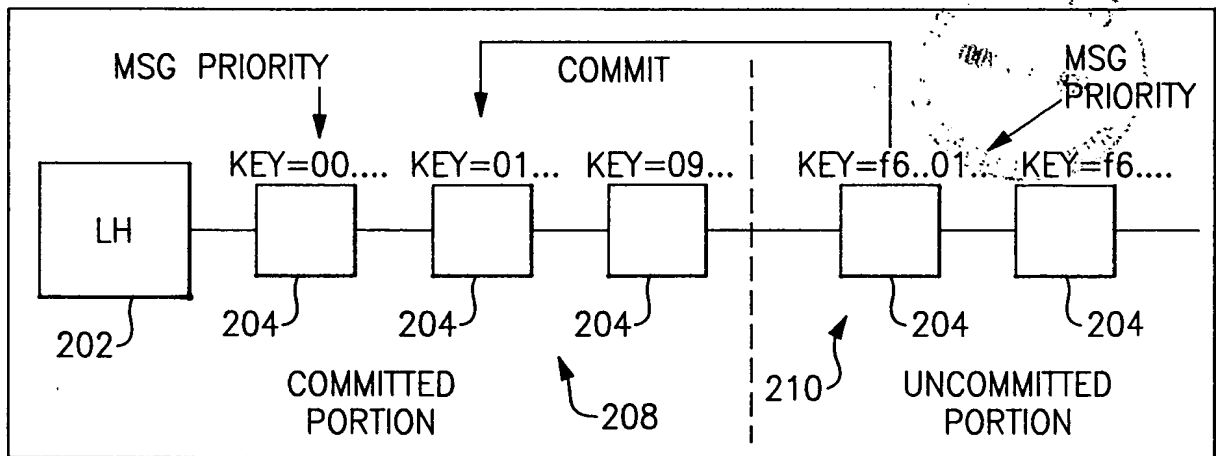 MSG PRIORITY
COMMIT
MSG
PRIORITY
KEY=00....
KEY=01...
KEY=09...
KEY=f6..01..
KEY=f6....
LH
202
204
204
204
204
204
COMMITTED
PORTION
208
210
UNCOMMITTED
PORTION